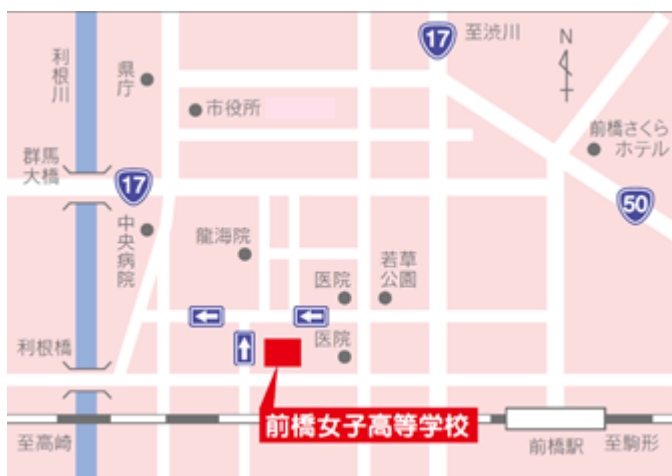 17
至渋川
N
利根川
県庁
市役所
前橋さくら
ホテル
群馬
大橋
17
50
中央病院
龍海院
若草
公園
医院
利根橋
医院
前橋女子高等学校
至高崎
前橋駅
至駒形